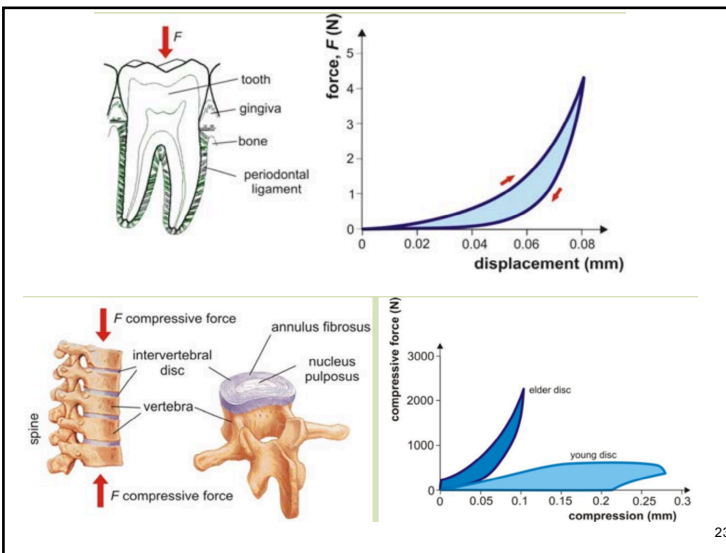 F
tooth
gingiva
bone
periodontal
ligament
force, F (N)
5
4
3
2
1
0
0
0.02
0.04
0.06
0.08
displacement (mm)
F compressive force
intervertebral
disc
vertebra
spine
F compressive force
annulus fibrosus
nucleus
pulposus
compressive force (N)
3000
2000
1000
0
elder disc
young disc
0
0.05
0.1
0.15
0.2
0.25
0.3
compression (mm)
23